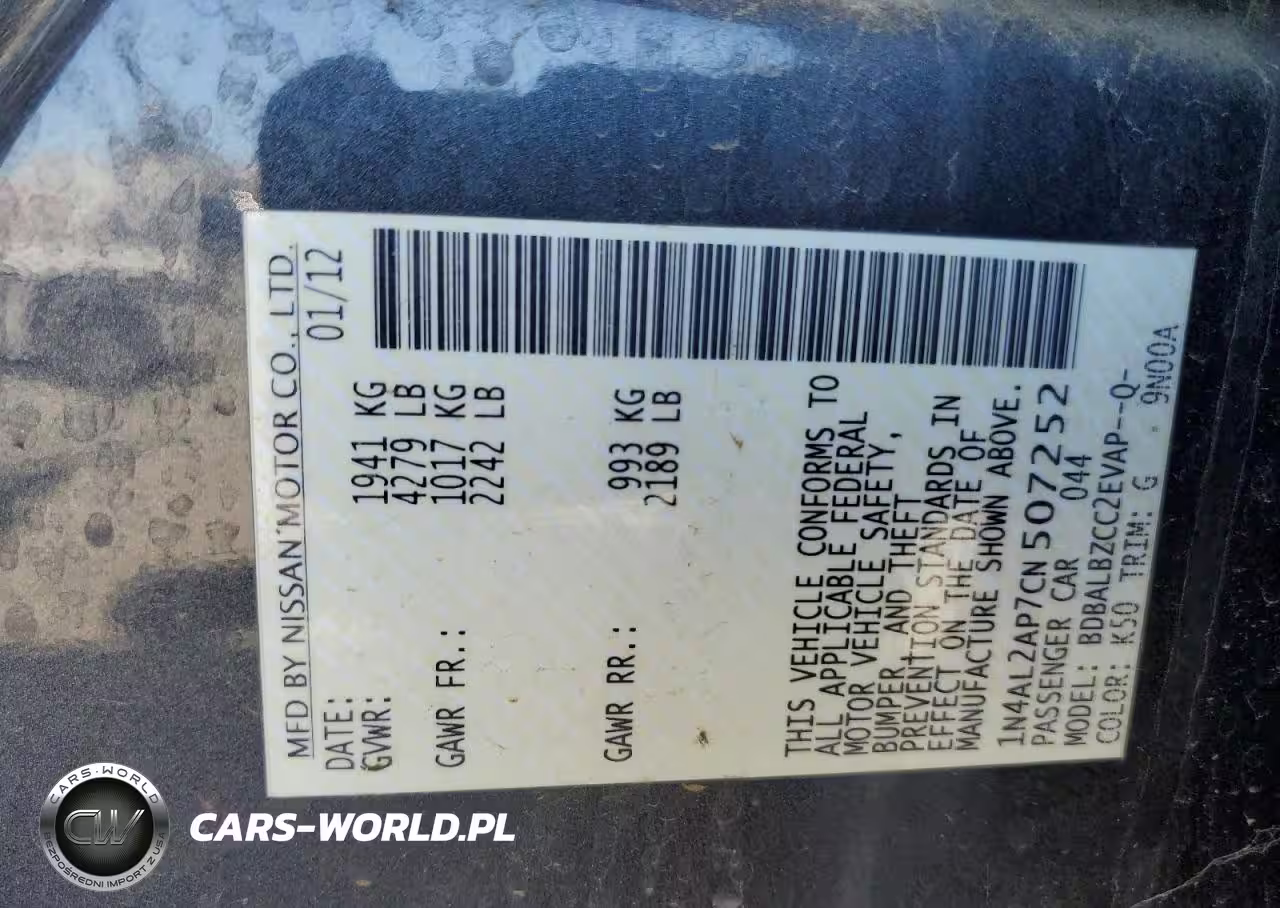 MFD BY NISSAN MOTOR CO., LTD.
DATE: 01/12
GVWR: 1941 KG
4279 LB
GAWR FR.: 1017 KG
2242 LB
GAWR RR.: 993 KG
2189 LB
THIS VEHICLE CONFORMS TO
ALL APPLICABLE FEDERAL
MOTOR VEHICLE SAFETY,
BUMPER, AND THEFT
PREVENTION STANDARDS IN
EFFECT ON THE DATE OF
MANUFACTURE SHOWN ABOVE.
1N4AL2AP7CN507252
PASSENGER CAR 044
MODEL: BDBALBZCC2EVAP--Q-
COLOR: K50 TRIM: G 9N00A
CARS-WORLD
CW
BEZPOŚREDNI IMPORT Z USA
CARS-WORLD.PL